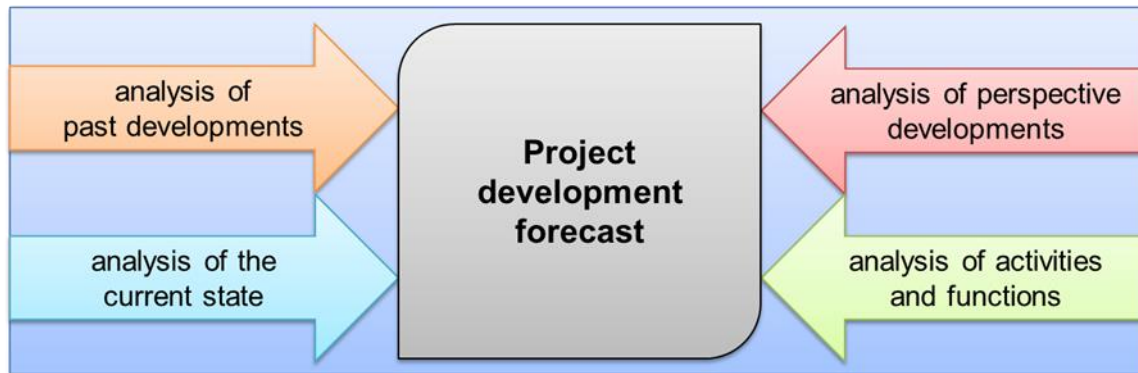 analysis of
past developments
analysis of the
current state
Project
development
forecast
analysis of perspective
developments
analysis of activities
and functions